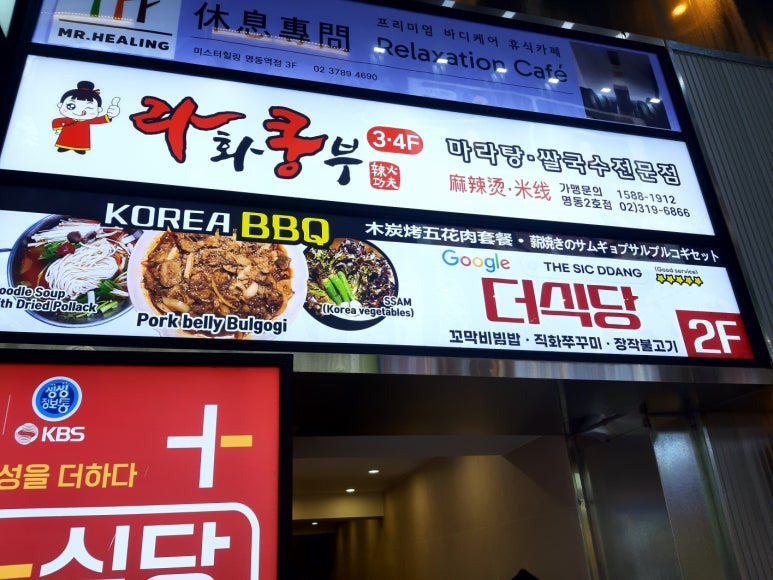 MR.HEALING
休息専門
미스터힐링 명동역점 3F 02 3789 4690
프리미엄 바디케어 휴식카페
Relaxation Café
라화쿵부
3·4F
辣火
功夫
마라탕·쌀국수전문점
麻辣烫·米线
가맹문의 1588-1912
명동2호점 02)319-6866
KOREA BBQ
木炭烤五花肉套餐·薪焼きのサムギョプサルプルコギセット
oodle Soup
ith Dried Pollack
Pork belly Bulgogi
SSAM
(Korea vegetables)
Google
THE SIC DDANG
(Good service)
더식당
꼬막비빔밥·직화쭈꾸미·장작불고기
2F
생생
정보통
KBS
성을 더하다
식당